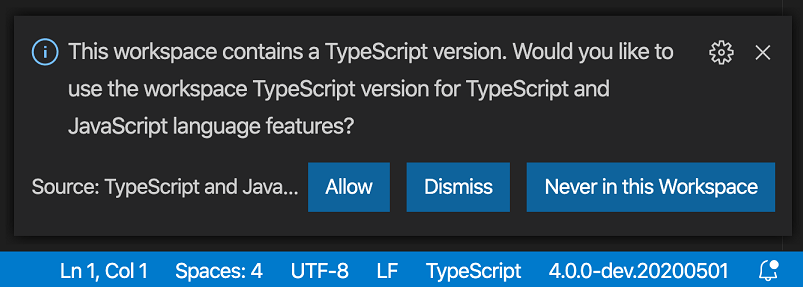 This workspace contains a TypeScript version. Would you like to
use the workspace TypeScript version for TypeScript and
JavaScript language features?
Source: TypeScript and Java... Allow Dismiss Never in this Workspace
Ln 1, Col 1 Spaces: 4 UTF-8 LF TypeScript 4.0.0-dev.20200501